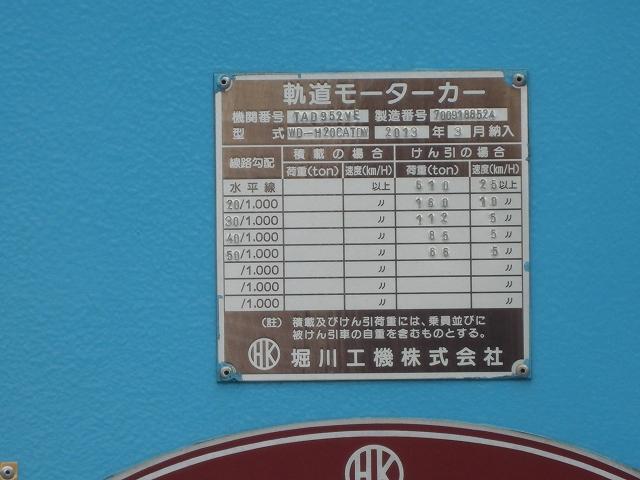 軌道モーターカー
機関番号 TAD952VE 製造番号 7009188524
型式 WD-H20CATDW 2013年3月納入
線路勾配 積載の場合 けん引の場合
荷重(ton) 速度(km/H) 荷重(ton) 速度(km/H)
水平線 以上 510 25以上
20/1.000 〃 160 10〃
30/1.000 〃 112 5〃
40/1.000 〃 85 5〃
50/1.000 〃 66 5〃
/1.000 〃 〃
/1.000 〃 〃
/1.000 〃 〃
(註) 積載及びけん引荷重には、乗員並びに
被けん引車の自重を含むものとする。
HK 堀川工機株式会社
HK